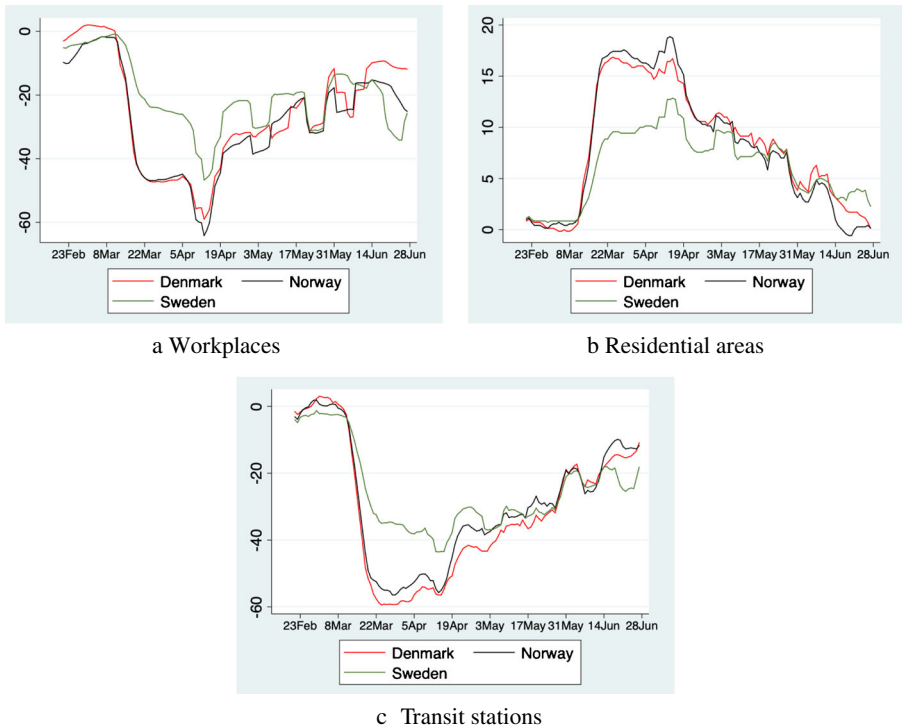 0
-20
-40
-60
23Feb 8Mar 22Mar 5Apr 19Apr 3May 17May 31May 14Jun 28Jun
Denmark Norway
Sweden
a Workplaces
20
15
10
5
0
23Feb 8Mar 22Mar 5Apr 19Apr 3May 17May 31May 14Jun 28Jun
Denmark Norway
Sweden
b Residential areas
0
-20
-40
-60
23Feb 8Mar 22Mar 5Apr 19Apr 3May 17May 31May 14Jun 28Jun
Denmark Norway
Sweden
c Transit stations